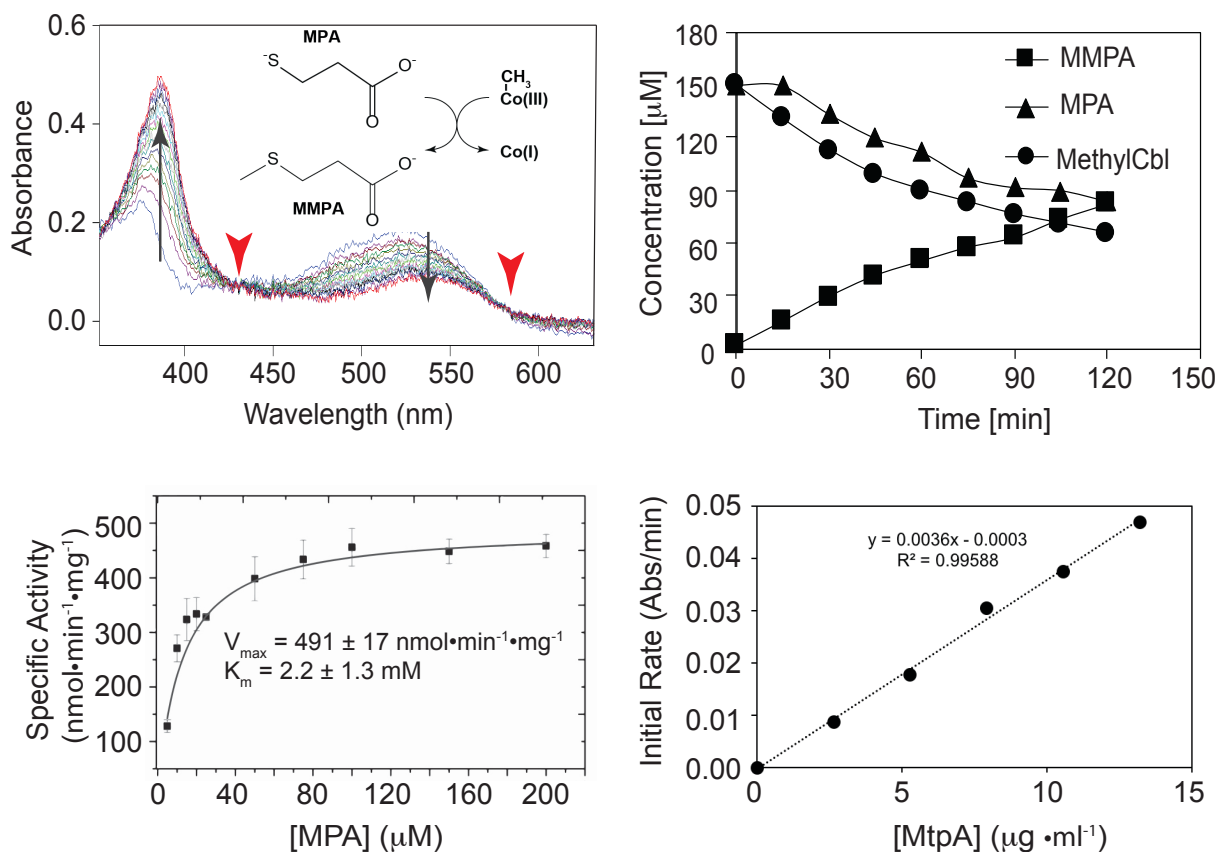 0.6
0.4
0.2
0.0
Absorbance
400 450 500 550 600
Wavelength (nm)
MPA
-S
O-
O
CH3
Co(III)
S
O-
Co(I)
MMPA
O
180
150
120
90
60
30
0
Concentration [µM]
MMPA
MPA
MethylCbl
0 30 60 90 120 150
Time [min]
500
400
300
200
100
Specific Activity
(nmol•min-1•mg-1)
Vmax = 491 ± 17 nmol•min-1•mg-1
Km = 2.2 ± 1.3 mM
0 40 80 120 160 200
[MPA] (µM)
0.05
0.04
0.03
0.02
0.01
0.00
Initial Rate (Abs/min)
y = 0.0036x - 0.0003
R² = 0.99588
0 5 10 15
[MtpA] (µg •ml-1)